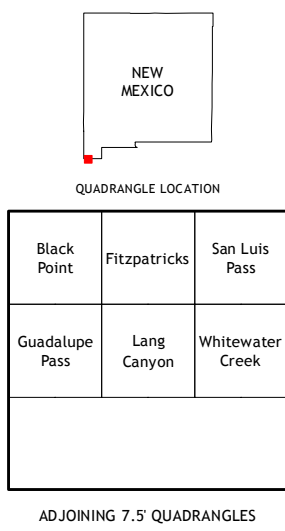 NEW
MEXICO
QUADRANGLE LOCATION
Black
Point
Fitzpatricks
San Luis
Pass
Guadalupe
Pass
Lang
Canyon
Whitewater
Creek
ADJOINING 7.5' QUADRANGLES